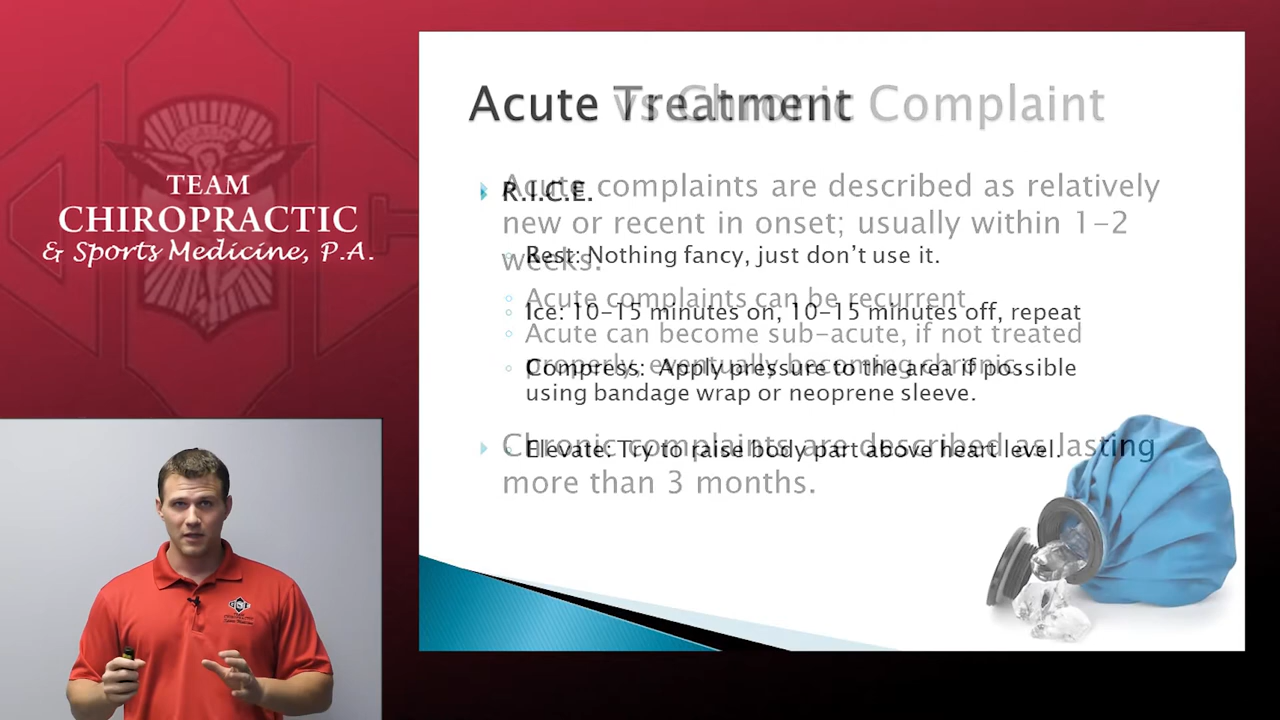 TEAM
CHIROPRACTIC
& Sports Medicine, P.A.
Acute Treatment
vs Chronic Complaint
R.I.C.E.
Rest: Nothing fancy, just don't use it.
Ice: 10-15 minutes on, 10-15 minutes off, repeat
Compress: Apply pressure to the area if possible
using bandage wrap or neoprene sleeve.
Elevate: Try to raise body part above heart level.
Acute complaints are described as relatively
new or recent in onset; usually within 1-2
weeks.
Acute complaints can be recurrent
Acute can become sub-acute, if not treated
properly, eventually becoming chronic
Chronic complaints are described as lasting
more than 3 months.